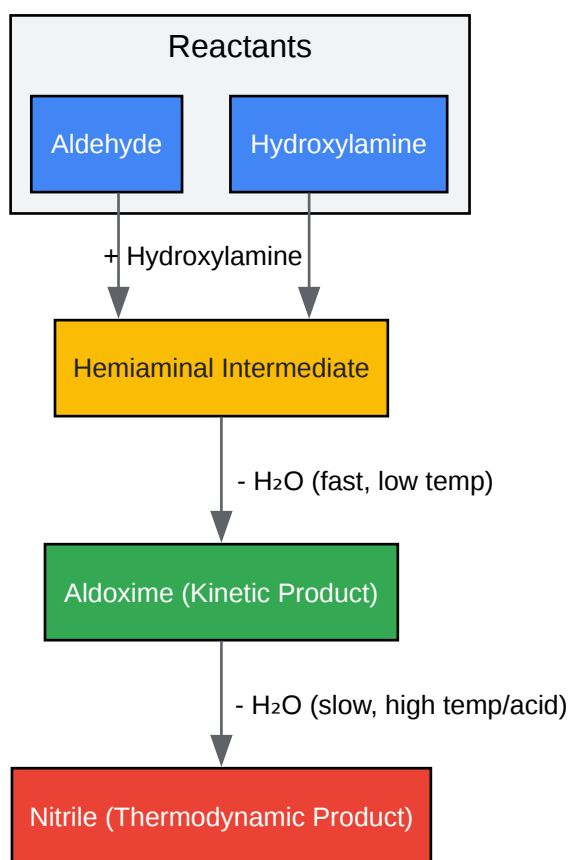 Reactants
Aldehyde
Hydroxylamine
+ Hydroxylamine
Hemiaminal Intermediate
- H₂O (fast, low temp)
Aldoxime (Kinetic Product)
- H₂O (slow, high temp/acid)
Nitrile (Thermodynamic Product)